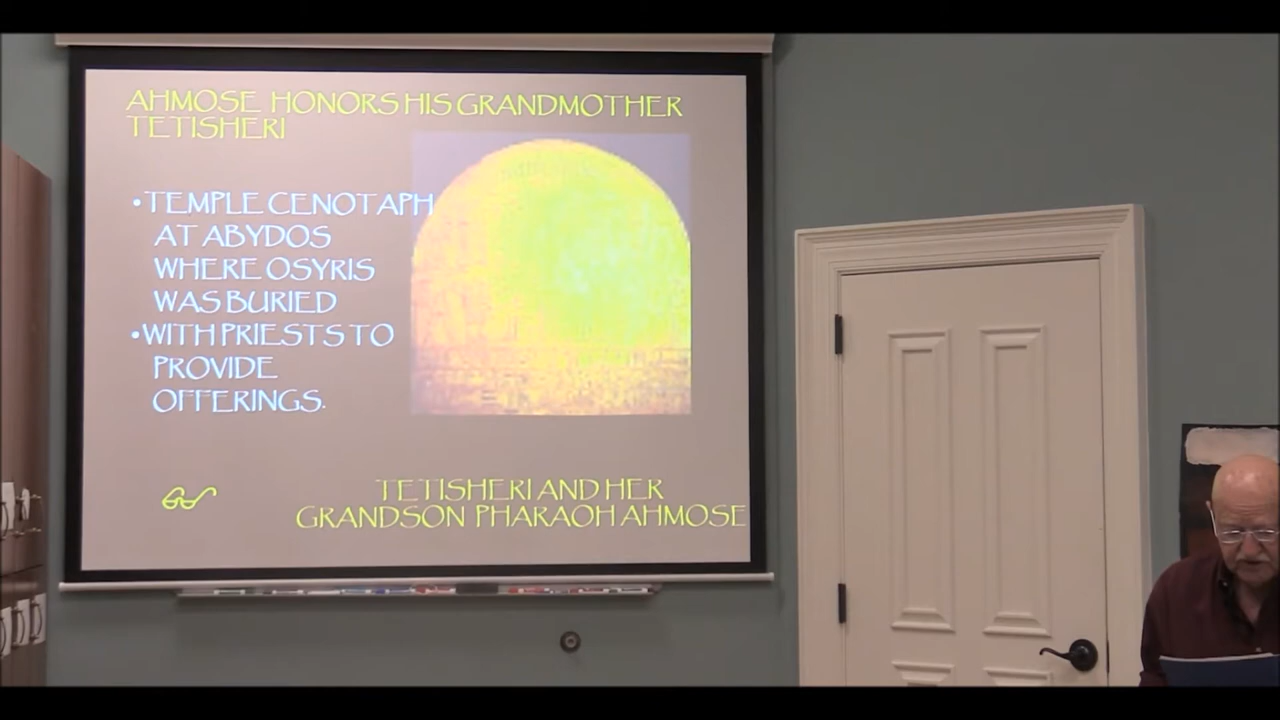 AHMOSE HONORS HIS GRANDMOTHER
TETISHERI
•TEMPLE CENOTAPH
AT ABYDOS
WHERE OSYRIS
WAS BURIED
•WITH PRIESTS TO
PROVIDE
OFFERINGS.
TETISHERI AND HER
GRANDSON PHARAOH AHMOSE